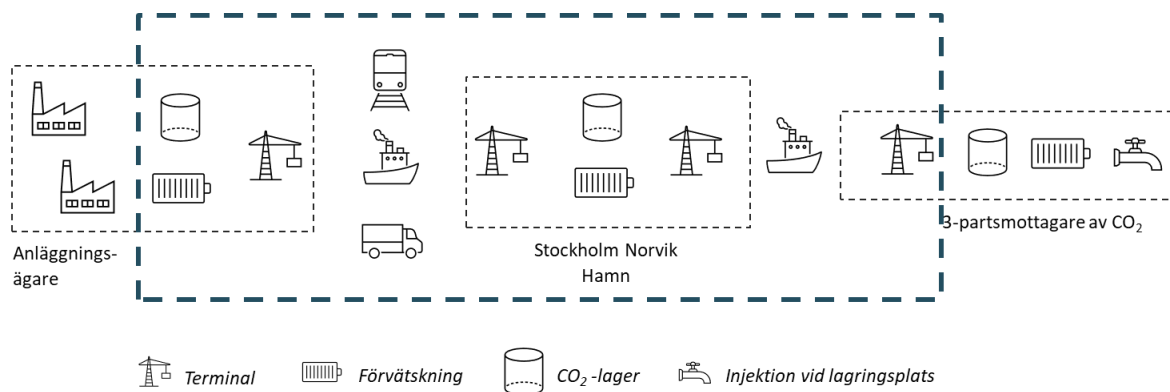 Anläggnings-
ägare
Stockholm Norvik
Hamn
3-partsmottagare av CO₂
Terminal
Förvätskning
CO₂ -lager
Injektion vid lagringsplats